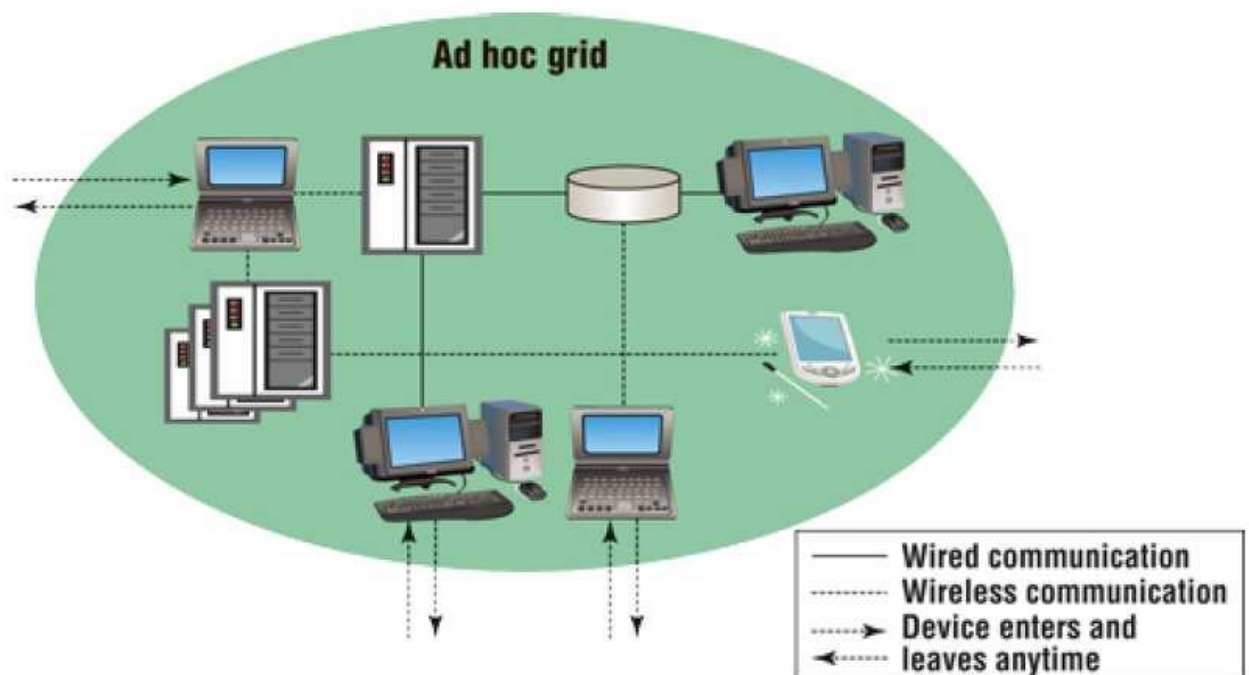 Ad hoc grid
Wired communication
Wireless communication
Device enters and
leaves anytime